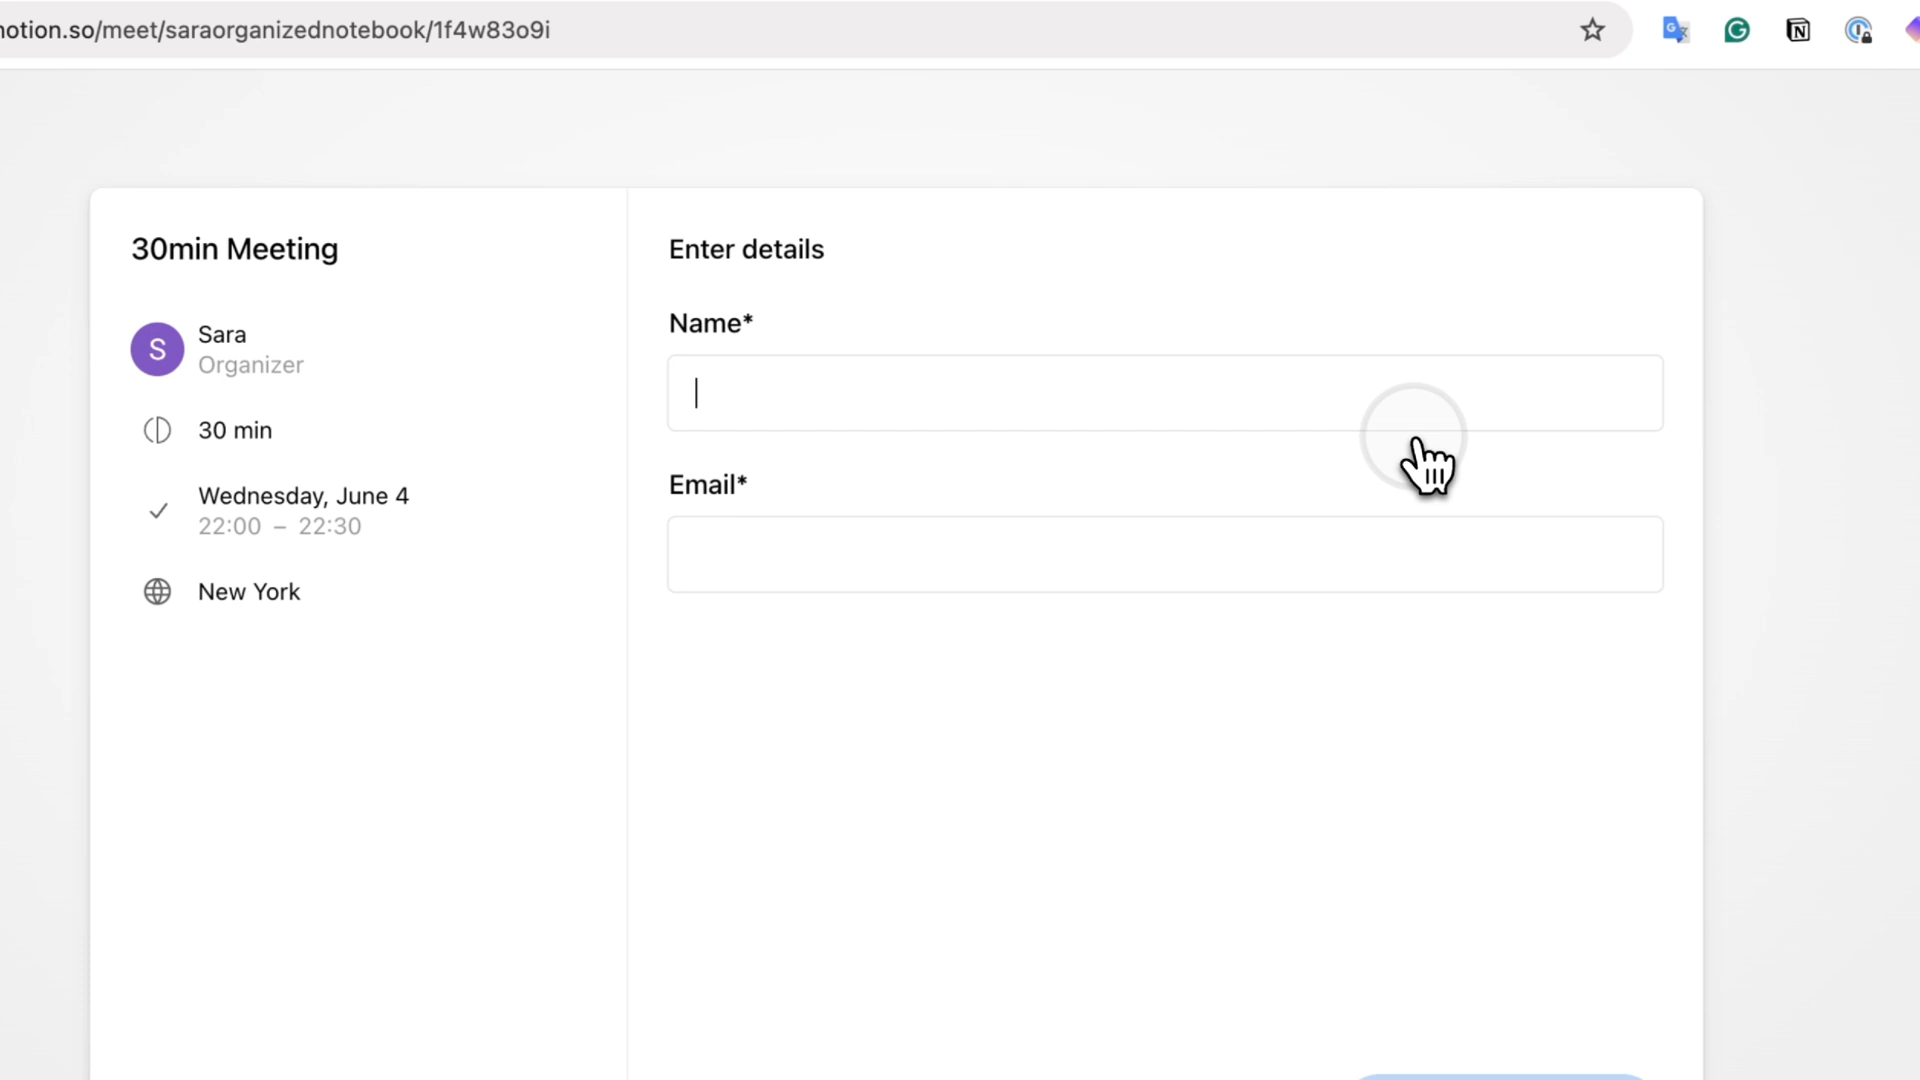 notion.so/meet/saraorganizednotebook/1f4w83o9i
30min Meeting
S
Sara
Organizer
30 min
Wednesday, June 4
22:00 – 22:30
New York
Enter details
Name*
Email*